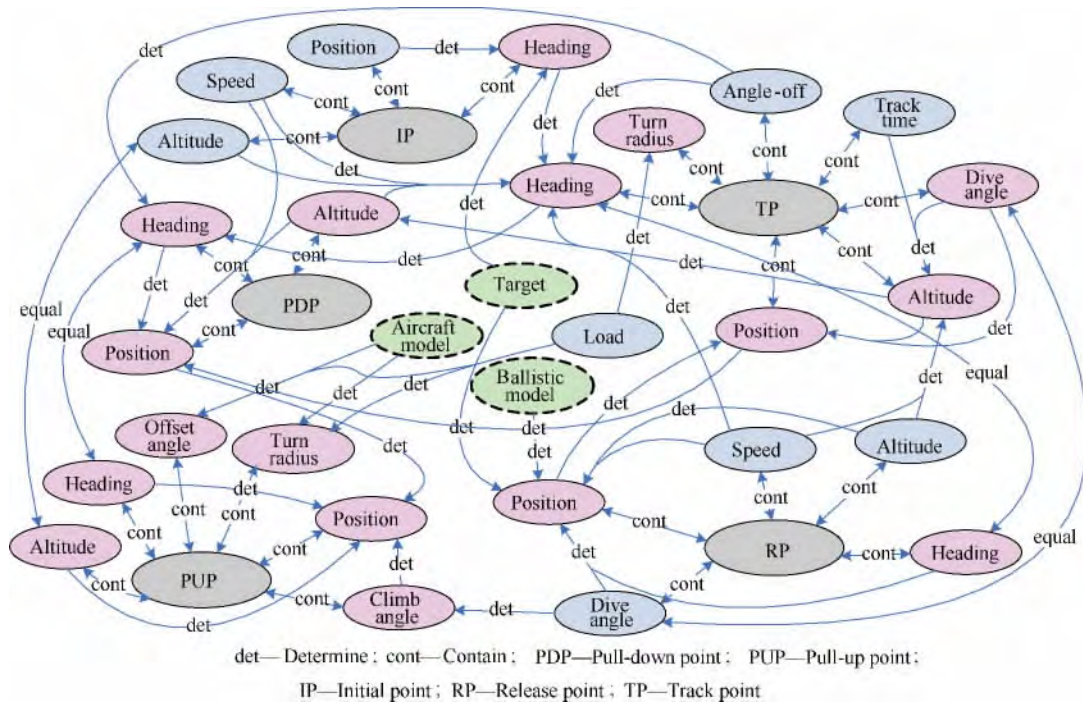 det
Position
det
Heading
Speed
cont
cont
cont
Angle-off
Track
time
Altitude
cont
IP
det
det
Turn
radius
cont
cont
det
det
Heading
cont
cont
TP
cont
Dive
angle
Heading
Altitude
det
cont
cont
det
det
cont
det
Altitude
det
det
PDP
Target
cont
det
equal
equal
Position
cont
Aircraft
model
Load
Position
det
Ballistic
model
equal
det
det
det
det
det
det
Offset
angle
Turn
radius
det
det
det
Speed
Altitude
Heading
det
cont
cont
Position
Position
cont
cont
cont
cont
RP
cont
Heading
equal
Altitude
cont
PUP
cont
cont
Climb
angle
det
det
Dive
angle
det
cont
det
det—Determine; cont—Contain; PDP—Pull-down point; PUP—Pull-up point;
IP—Initial point; RP—Release point; TP—Track point